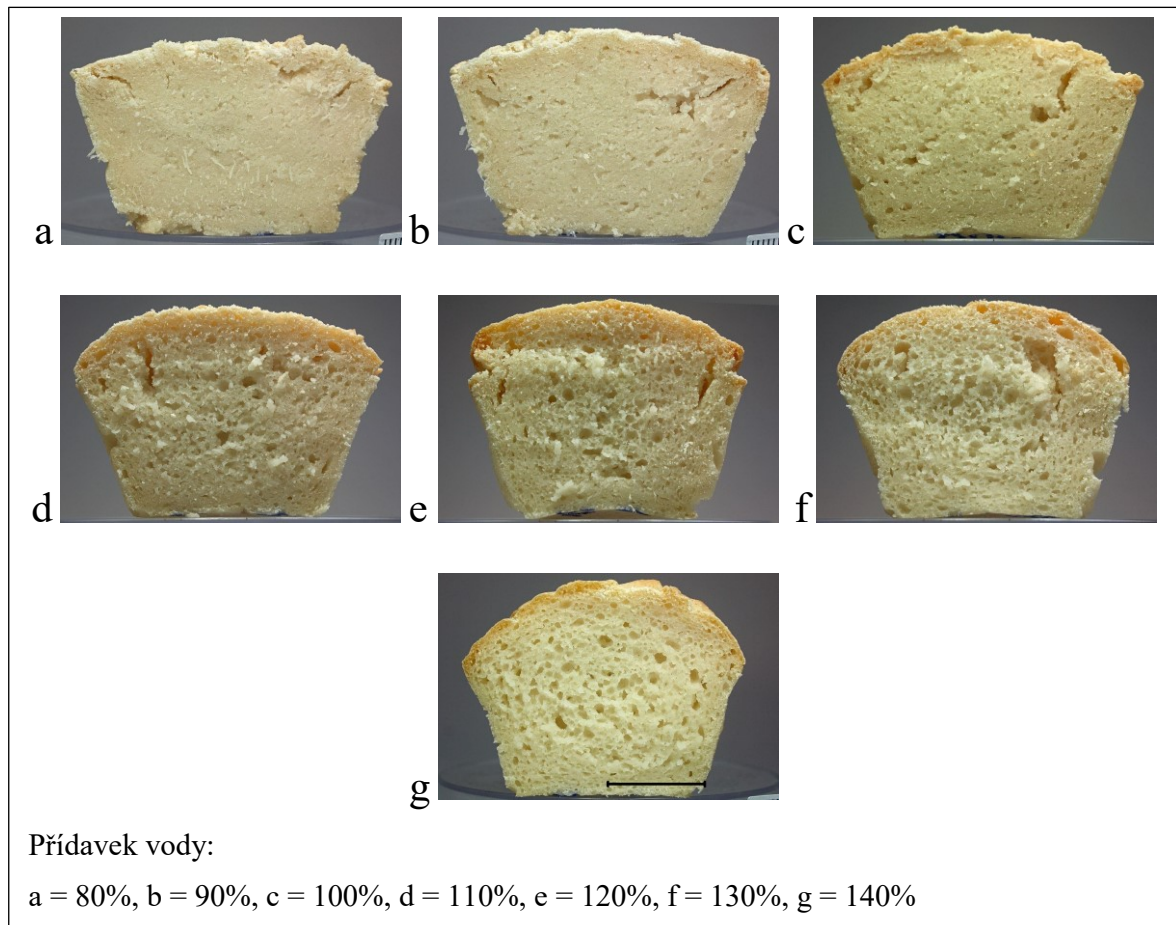 a
b
c
d
e
f
g
Přídavek vody:
a = 80%, b = 90%, c = 100%, d = 110%, e = 120%, f = 130%, g = 140%